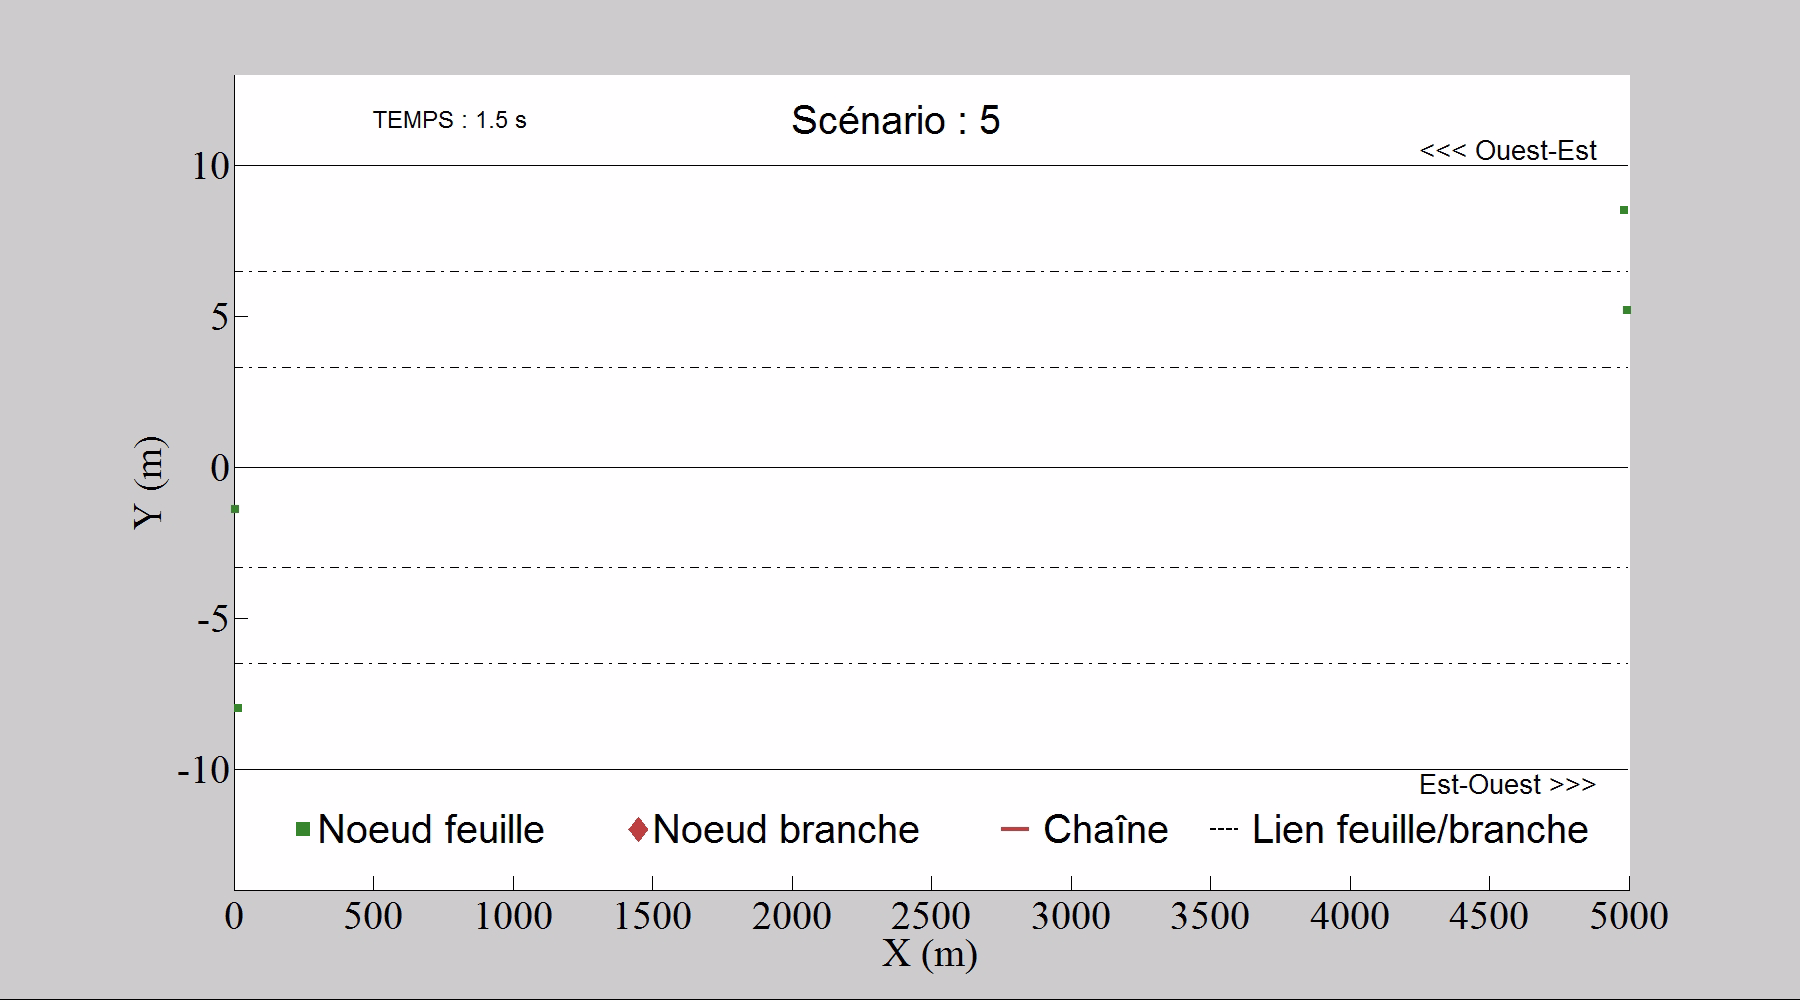 TEMPS : 1.5 s
Scénario : 5
<<< Ouest-Est
10
5
0
-5
-10
Y (m)
Est-Ouest >>>
Noeud feuille Noeud branche Chaîne Lien feuille/branche
0 500 1000 1500 2000 2500 3000 3500 4000 4500 5000
X (m)